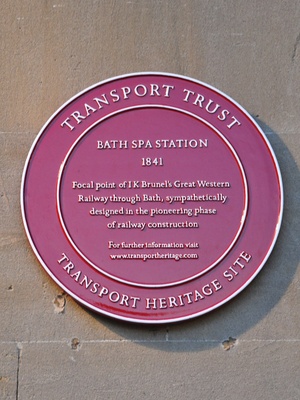 TRANSPORT TRUST
BATH SPA STATION
1841
Focal point of I K Brunel's Great Western
Railway through Bath, sympathetically
designed in the pioneering phase
of railway construction
For further information visit
www.transportheritage.com
TRANSPORT HERITAGE SITE